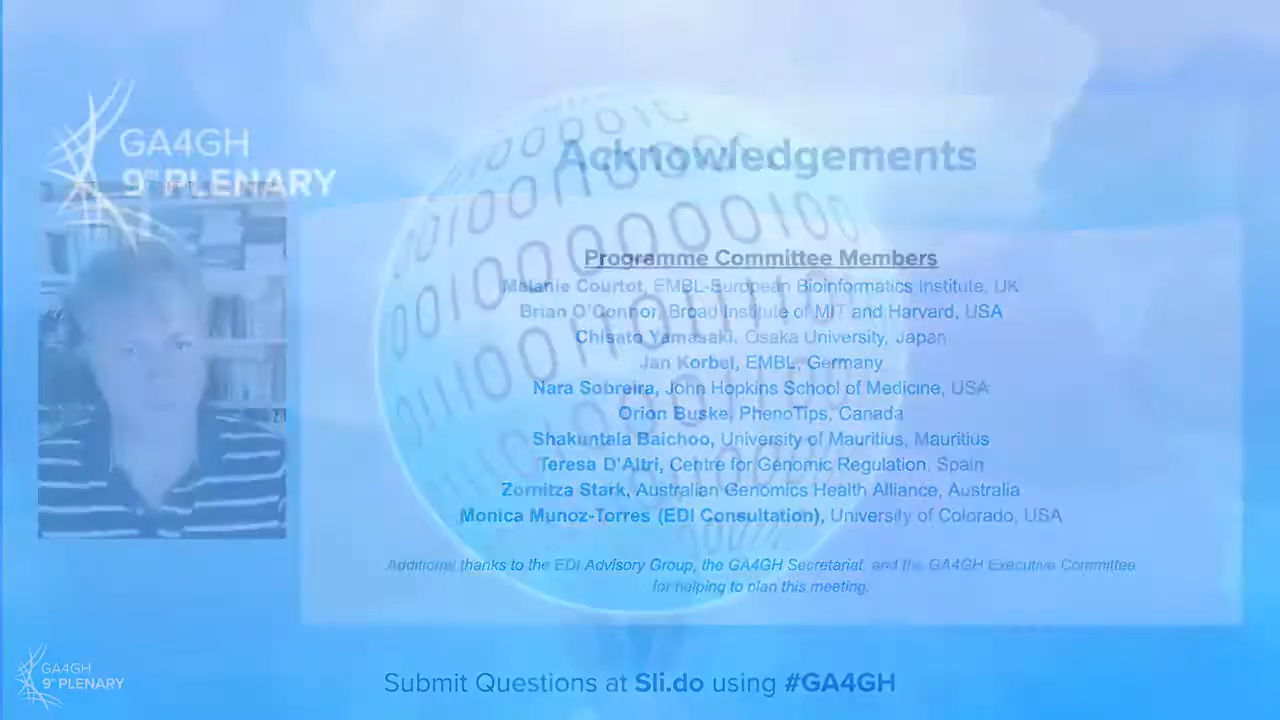 GA4GH
9th PLENARY
Acknowledgements
Programme Committee Members
Melanie Courtot, EMBL-European Bioinformatics Institute, UK
Brian O'Connor, Broad Institute of MIT and Harvard, USA
Chisato Yamasaki, Osaka University, Japan
Jan Korbel, EMBL, Germany
Nara Sobreira, John Hopkins School of Medicine, USA
Orion Buske, PhenoTips, Canada
Shakuntala Baichoo, University of Mauritius, Mauritius
Teresa D'Altri, Centre for Genomic Regulation, Spain
Zornitza Stark, Australian Genomics Health Alliance, Australia
Monica Munoz-Torres (EDI Consultation), University of Colorado, USA
Additional thanks to the EDI Advisory Group, the GA4GH Secretariat, and the GA4GH Executive Committee
for helping to plan this meeting.
GA4GH
9th PLENARY
Submit Questions at Sli.do using #GA4GH